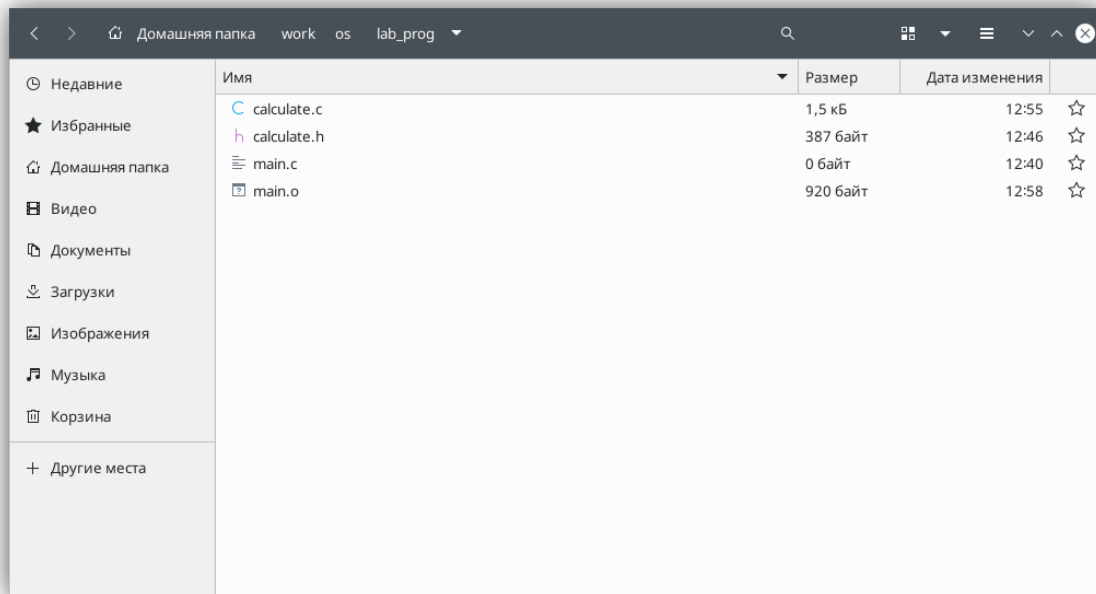 Домашняя папка work os lab_prog
Недавние
Избранные
Домашняя папка
Видео
Документы
Загрузки
Изображения
Музыка
Корзина
Другие места
Имя Размер Дата изменения
calculate.c 1,5 кБ 12:55
calculate.h 387 байт 12:46
main.c 0 байт 12:40
main.o 920 байт 12:58